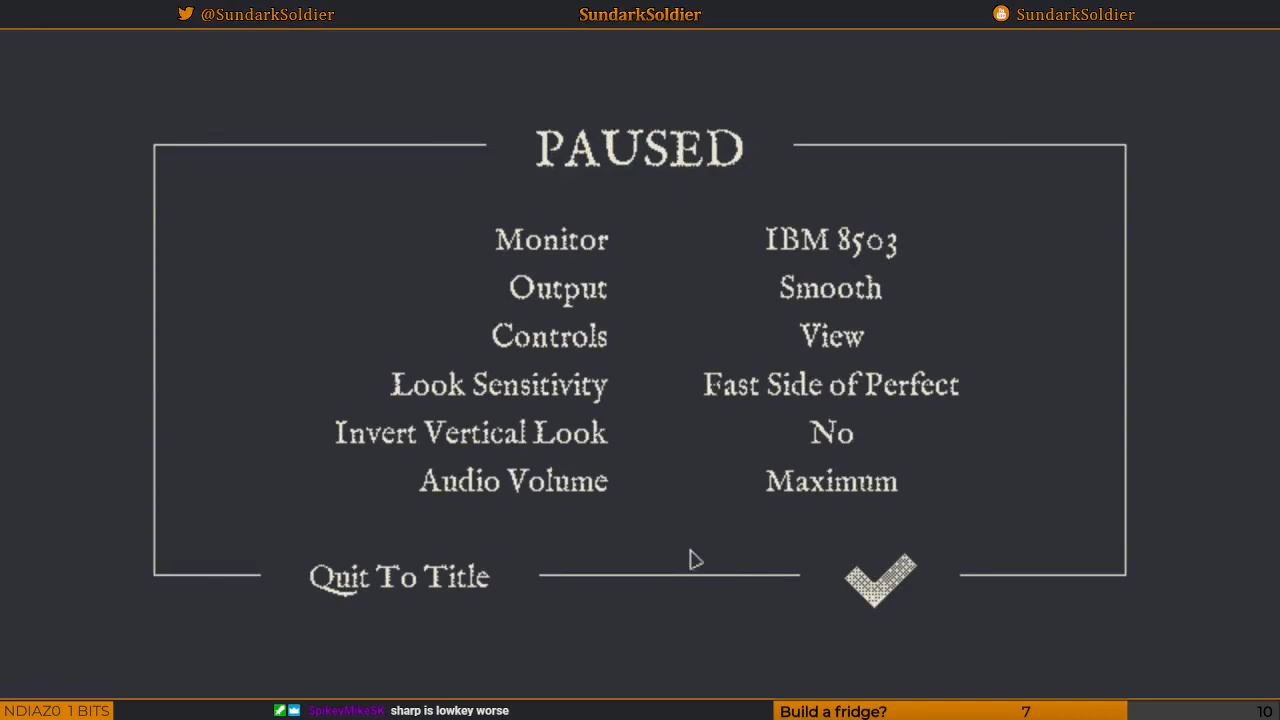 @SundarkSoldier SundarkSoldier SundarkSoldier
PAUSED
Monitor IBM 8503
Output Smooth
Controls View
Look Sensitivity Fast Side of Perfect
Invert Vertical Look No
Audio Volume Maximum
Quit To Title
NDIAZ0 1 BITS SpikeyMikeSK sharp is lowkey worse Build a fridge? 7 10